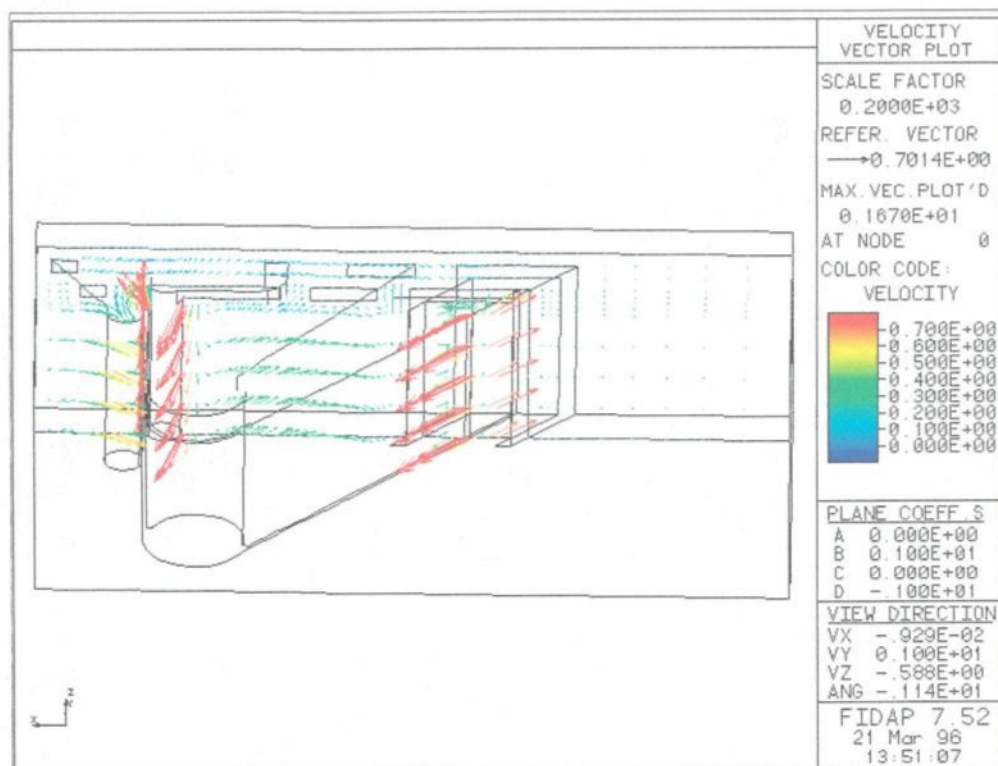 VELOCITY
VECTOR PLOT
SCALE FACTOR
0.2000E+03
REFER. VECTOR
0.7014E+00
MAX.VEC.PLOT'D
0.1670E+01
AT NODE 0
COLOR CODE:
VELOCITY
0.700E+00
0.600E+00
0.500E+00
0.400E+00
0.300E+00
0.200E+00
0.100E+00
0.000E+00
PLANE COEFF.S
A 0.000E+00
B 0.100E+01
C 0.000E+00
D -.100E+01
VIEW DIRECTION
VX -.929E-02
VY 0.100E+01
VZ -.588E+00
ANG -.114E+01
FIDAP 7.52
21 Mar 96
13:51:07
Z
X